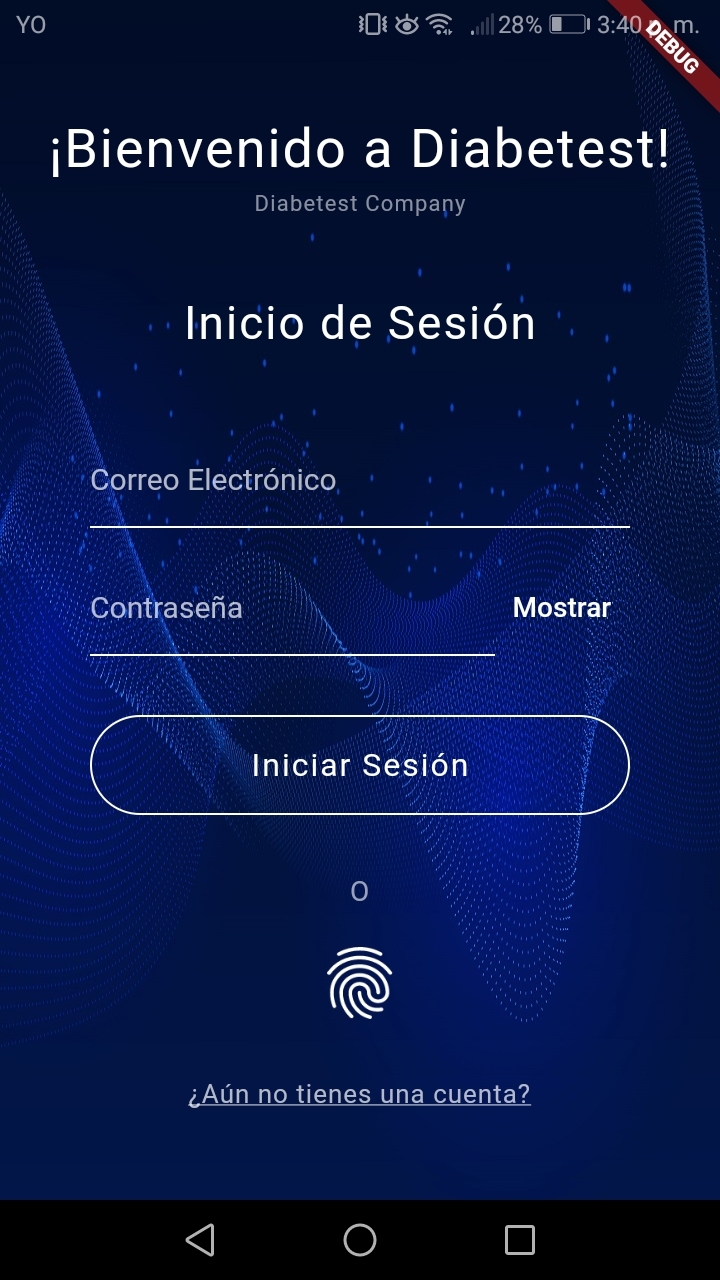 YO
28%
3:40 p. m.
DEBUG
¡Bienvenido a Diabetest!
Diabetest Company
Inicio de Sesión
Correo Electrónico
Contraseña
Mostrar
Iniciar Sesión
O
¿Aún no tienes una cuenta?